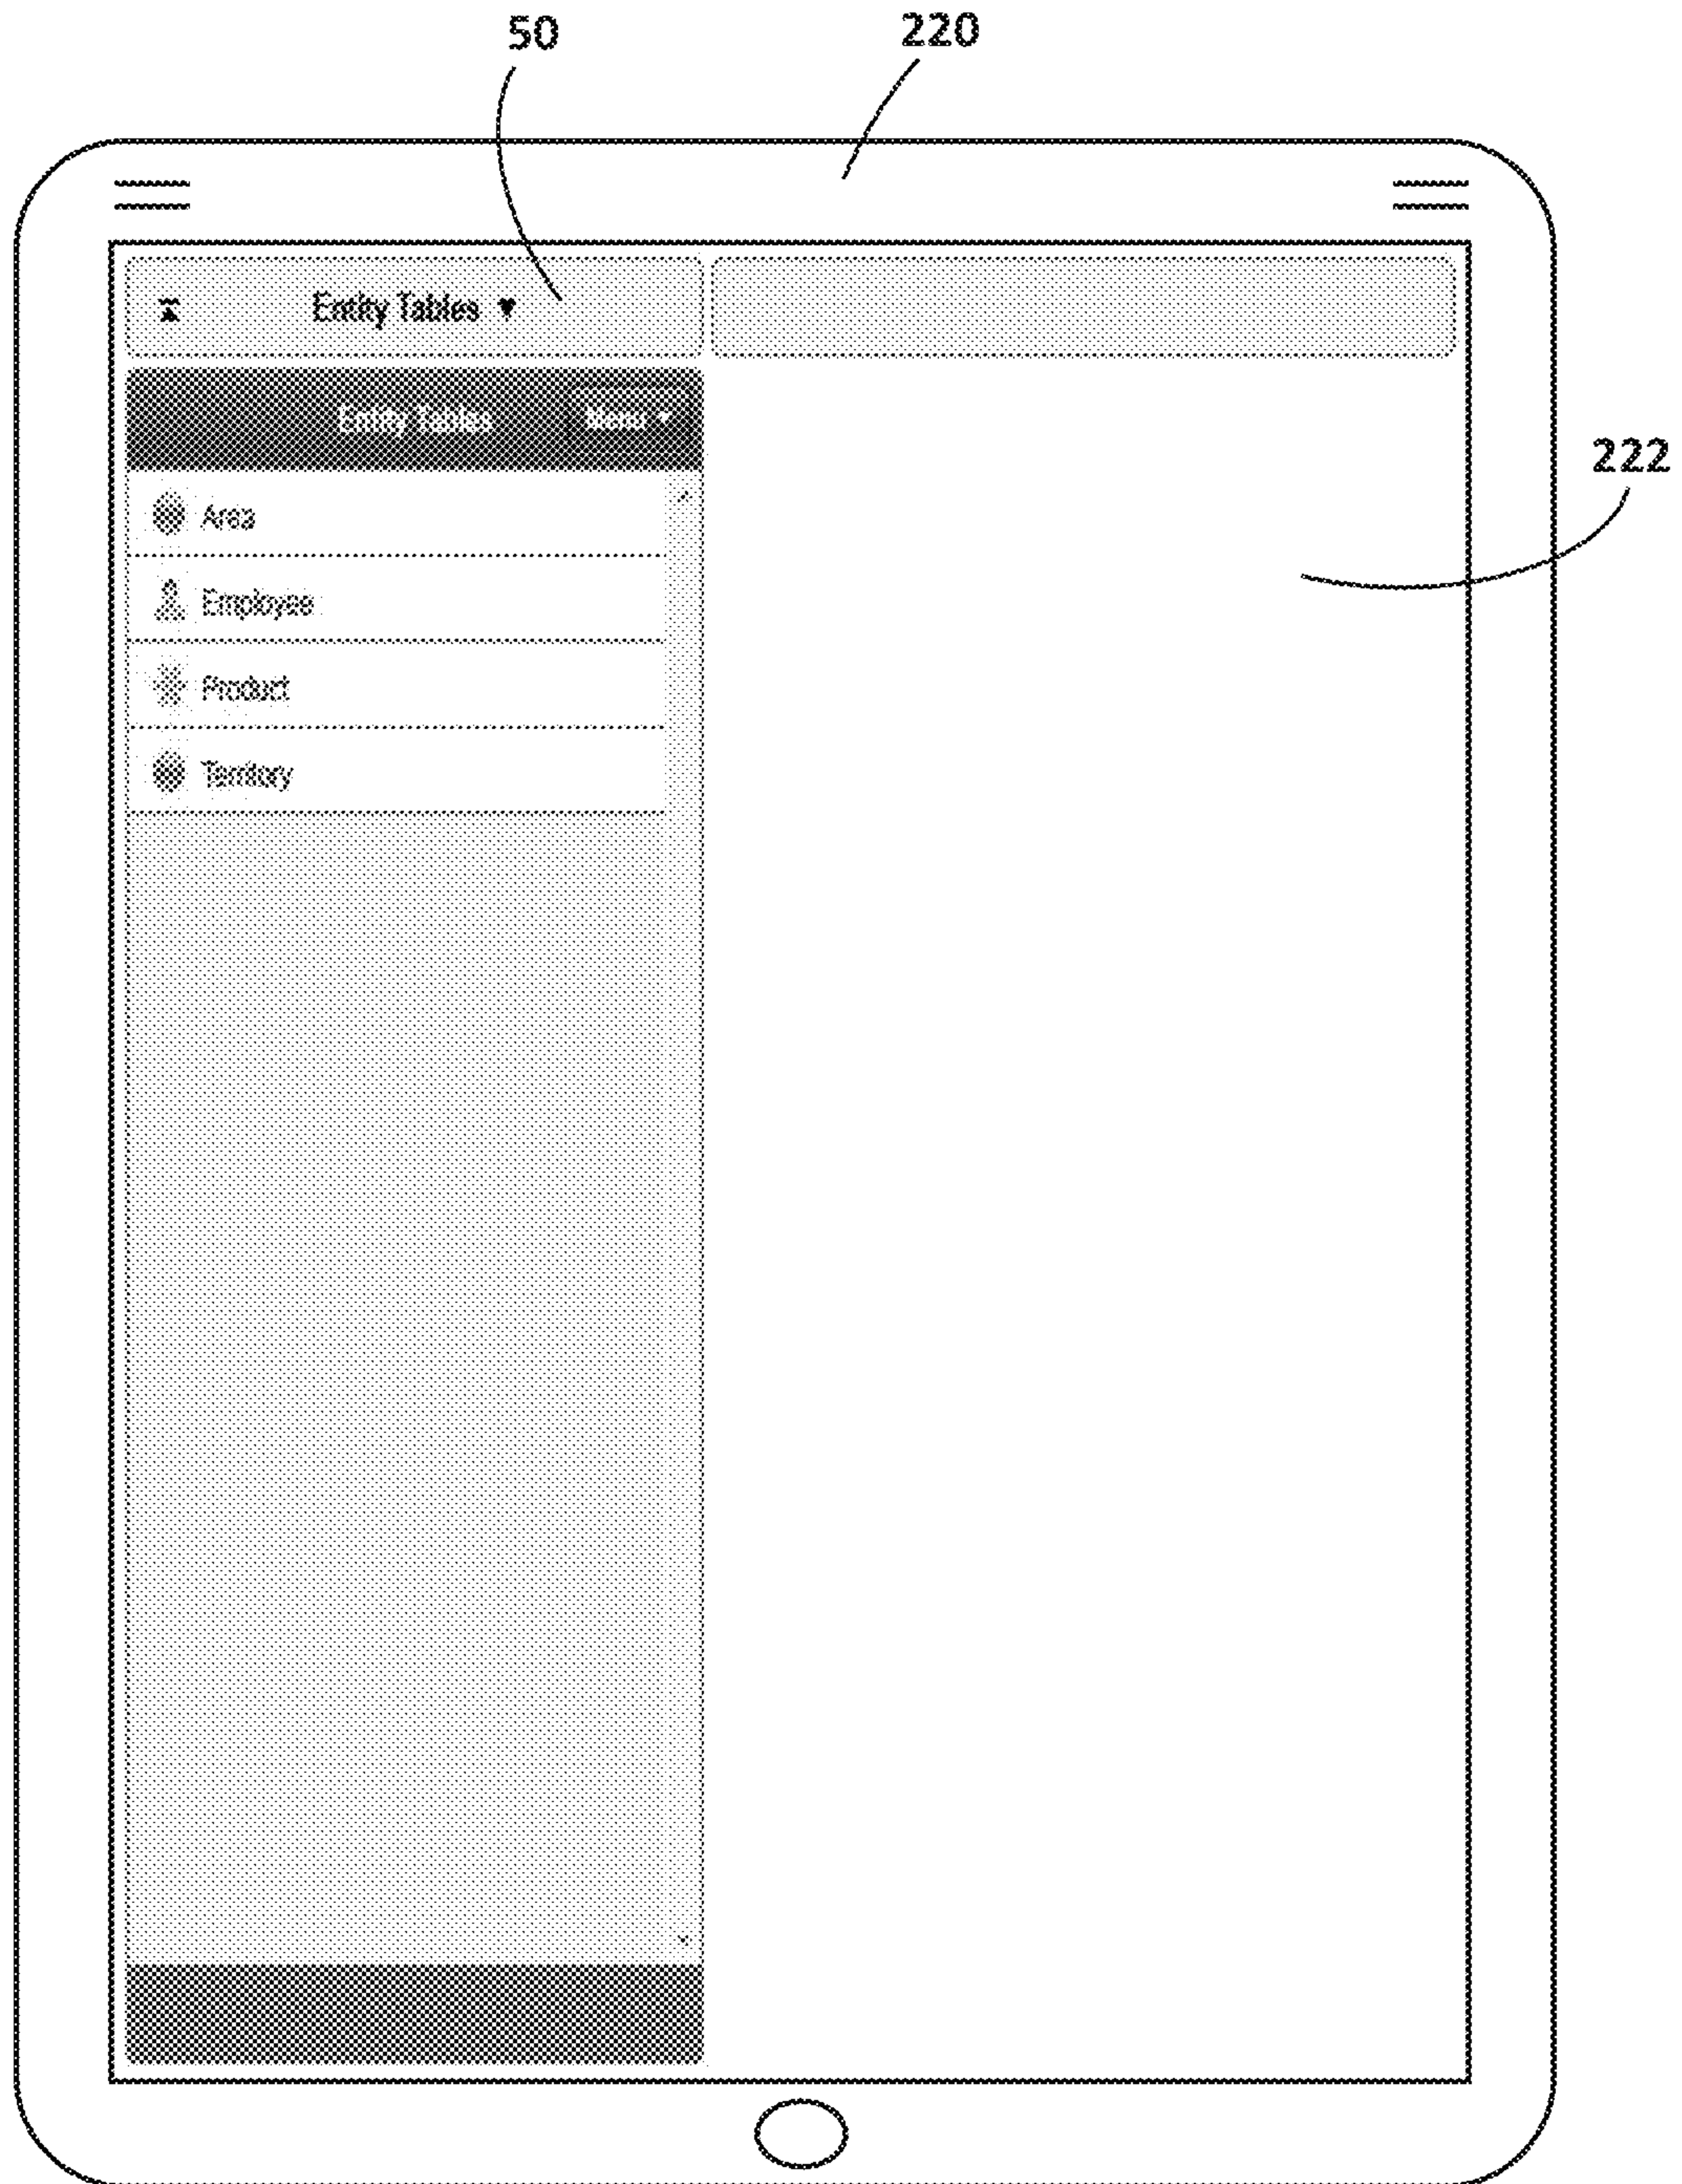 50
220
Entity Tables ▼
Entity Tables Menu
222
Area
Employee
Product
Territory